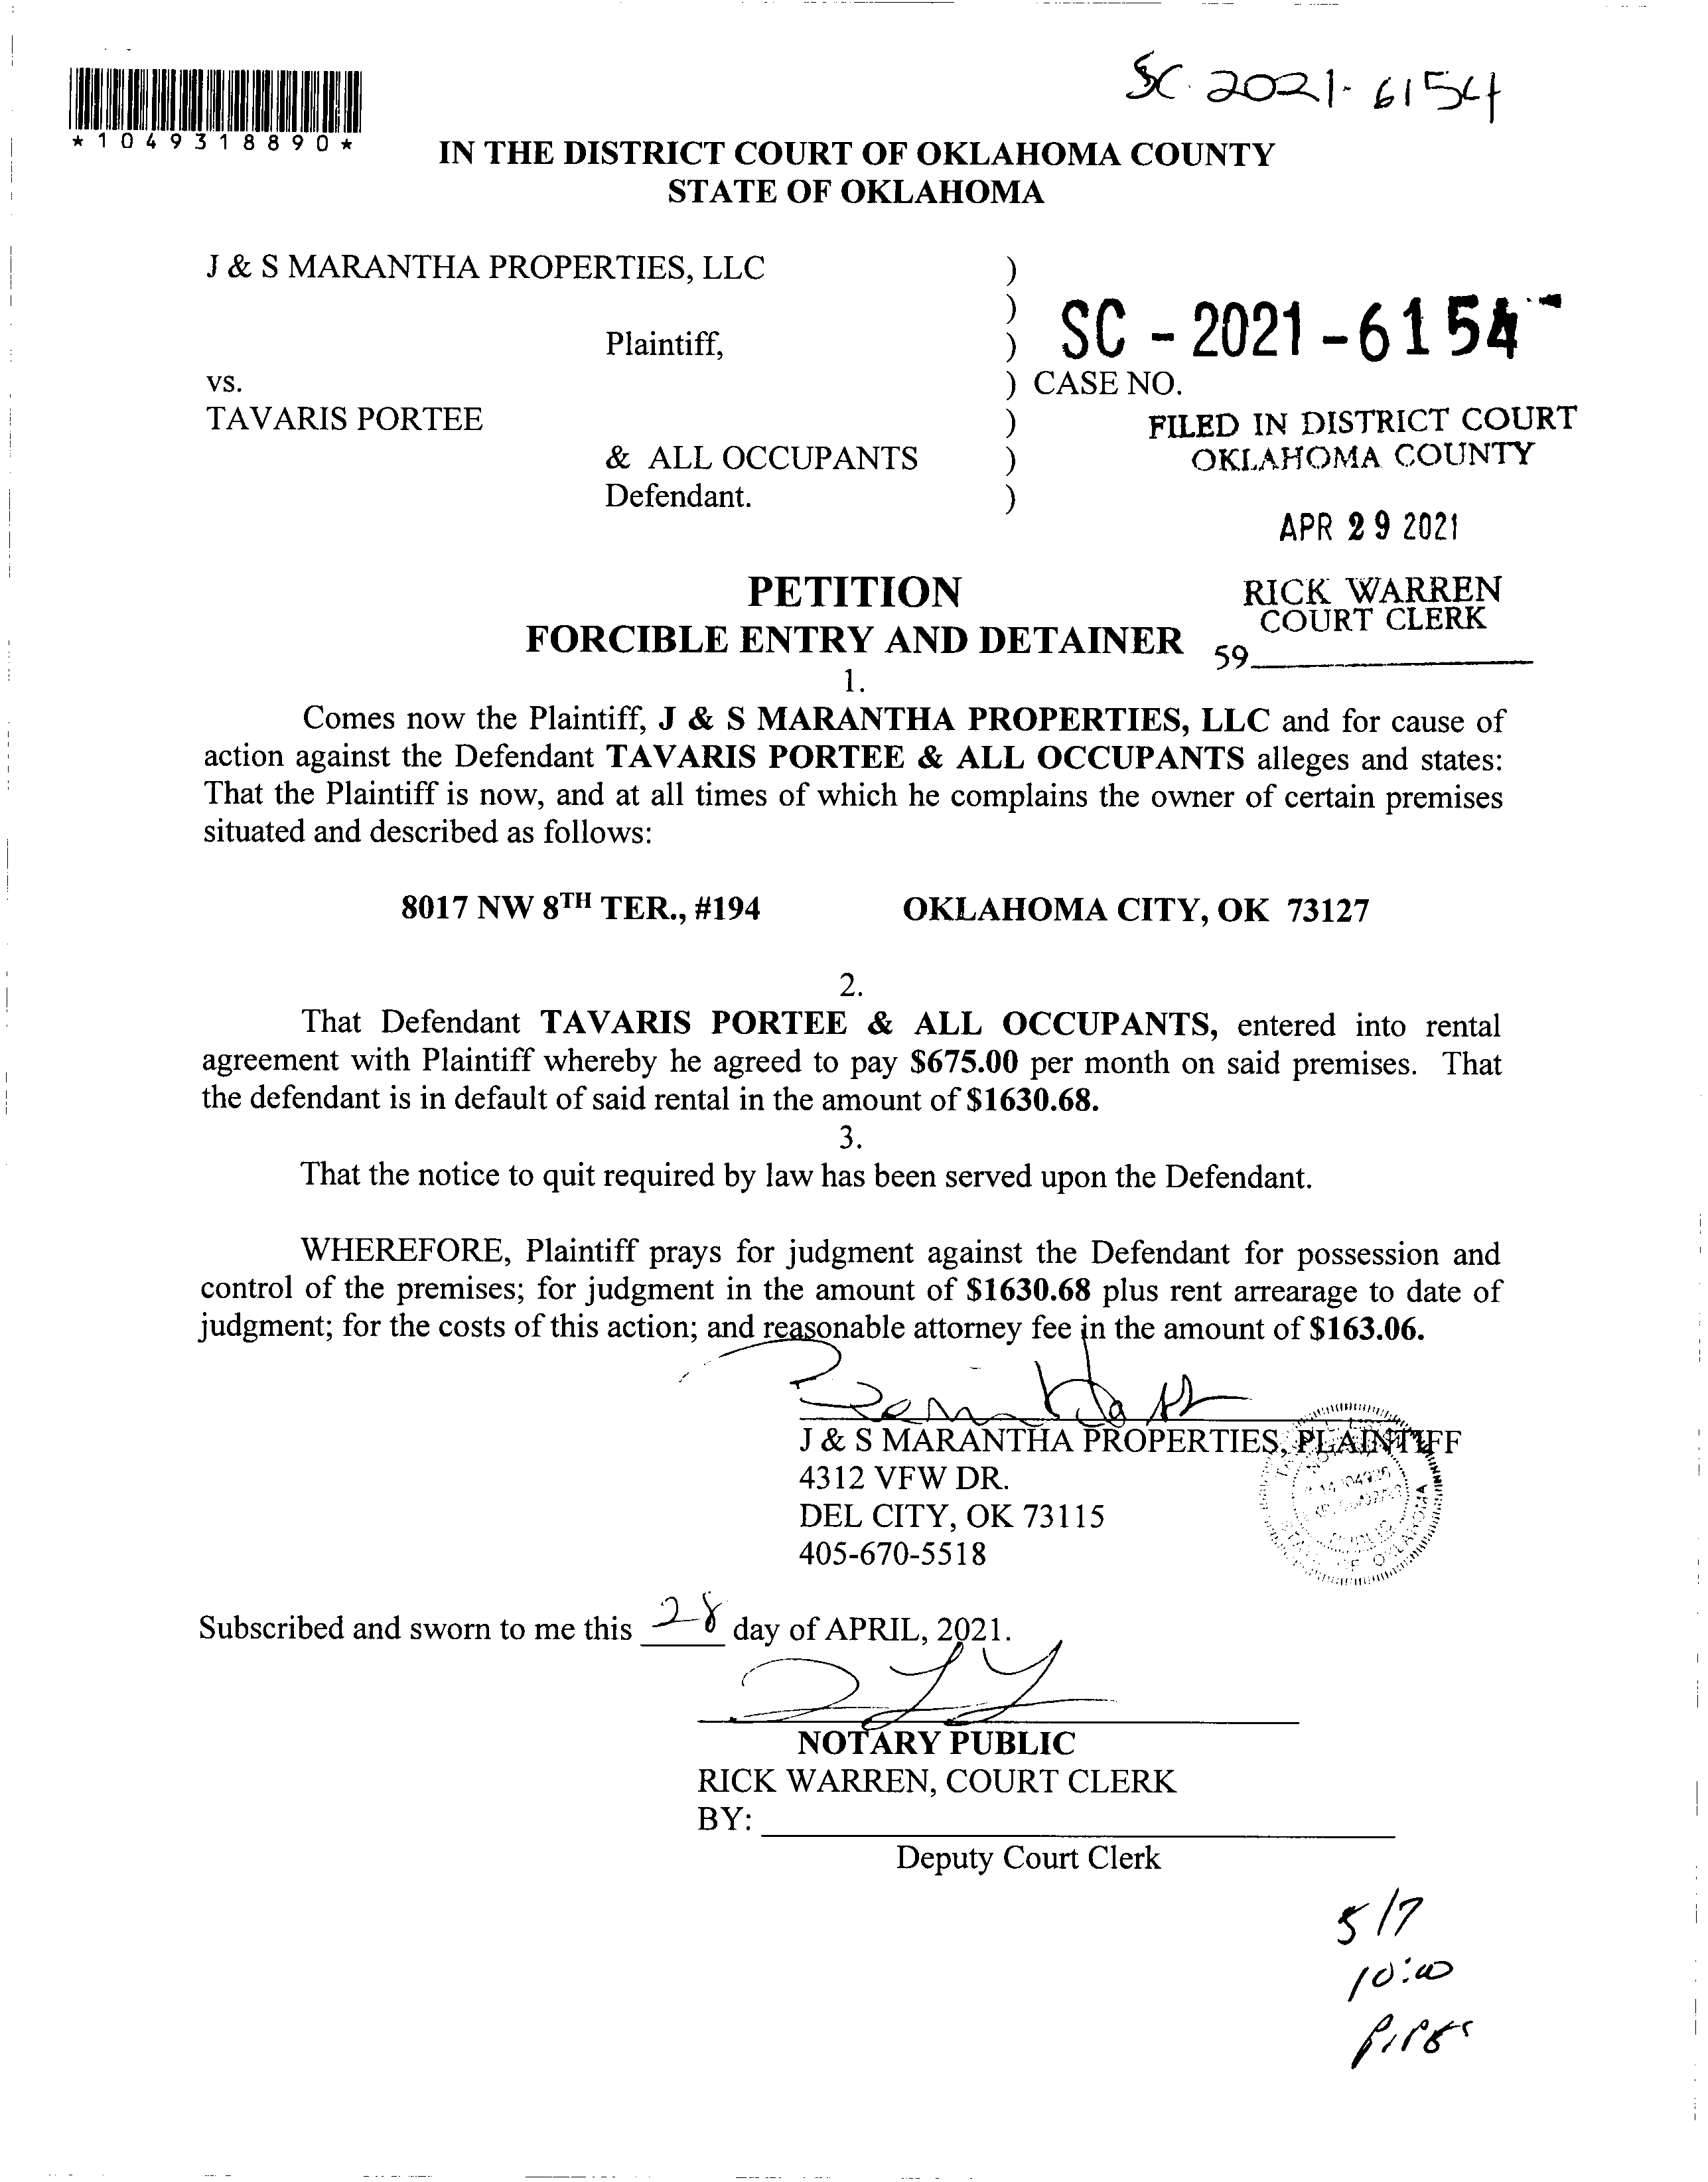 SC 2021-6154
*1049318890*
IN THE DISTRICT COURT OF OKLAHOMA COUNTY
STATE OF OKLAHOMA
J & S MARANTHA PROPERTIES, LLC )
)
Plaintiff, )
SC - 2021 - 6154
vs. ) CASE NO.
TAVARIS PORTEE )
FILED IN DISTRICT COURT
& ALL OCCUPANTS )
OKLAHOMA COUNTY
Defendant. )
APR 29 2021
PETITION
RICK WARREN
COURT CLERK
FORCIBLE ENTRY AND DETAINER
59
1.
Comes now the Plaintiff, J & S MARANTHA PROPERTIES, LLC and for cause of
action against the Defendant TAVARIS PORTEE & ALL OCCUPANTS alleges and states:
That the Plaintiff is now, and at all times of which he complains the owner of certain premises
situated and described as follows:
8017 NW 8TH TER., #194 OKLAHOMA CITY, OK 73127
2.
That Defendant TAVARIS PORTEE & ALL OCCUPANTS, entered into rental
agreement with Plaintiff whereby he agreed to pay $675.00 per month on said premises. That
the defendant is in default of said rental in the amount of $1630.68.
3.
That the notice to quit required by law has been served upon the Defendant.
WHEREFORE, Plaintiff prays for judgment against the Defendant for possession and
control of the premises; for judgment in the amount of $1630.68 plus rent arrearage to date of
judgment; for the costs of this action; and reasonable attorney fee in the amount of $163.06.
J & S MARANTHA PROPERTIES, PLAINTIFF
4312 VFW DR.
DEL CITY, OK 73115
405-670-5518
STATE OF OKLAHOMA
Subscribed and sworn to me this 28 day of APRIL, 2021.
NOTARY PUBLIC
RICK WARREN, COURT CLERK
BY:
Deputy Court Clerk
5/7
10:00